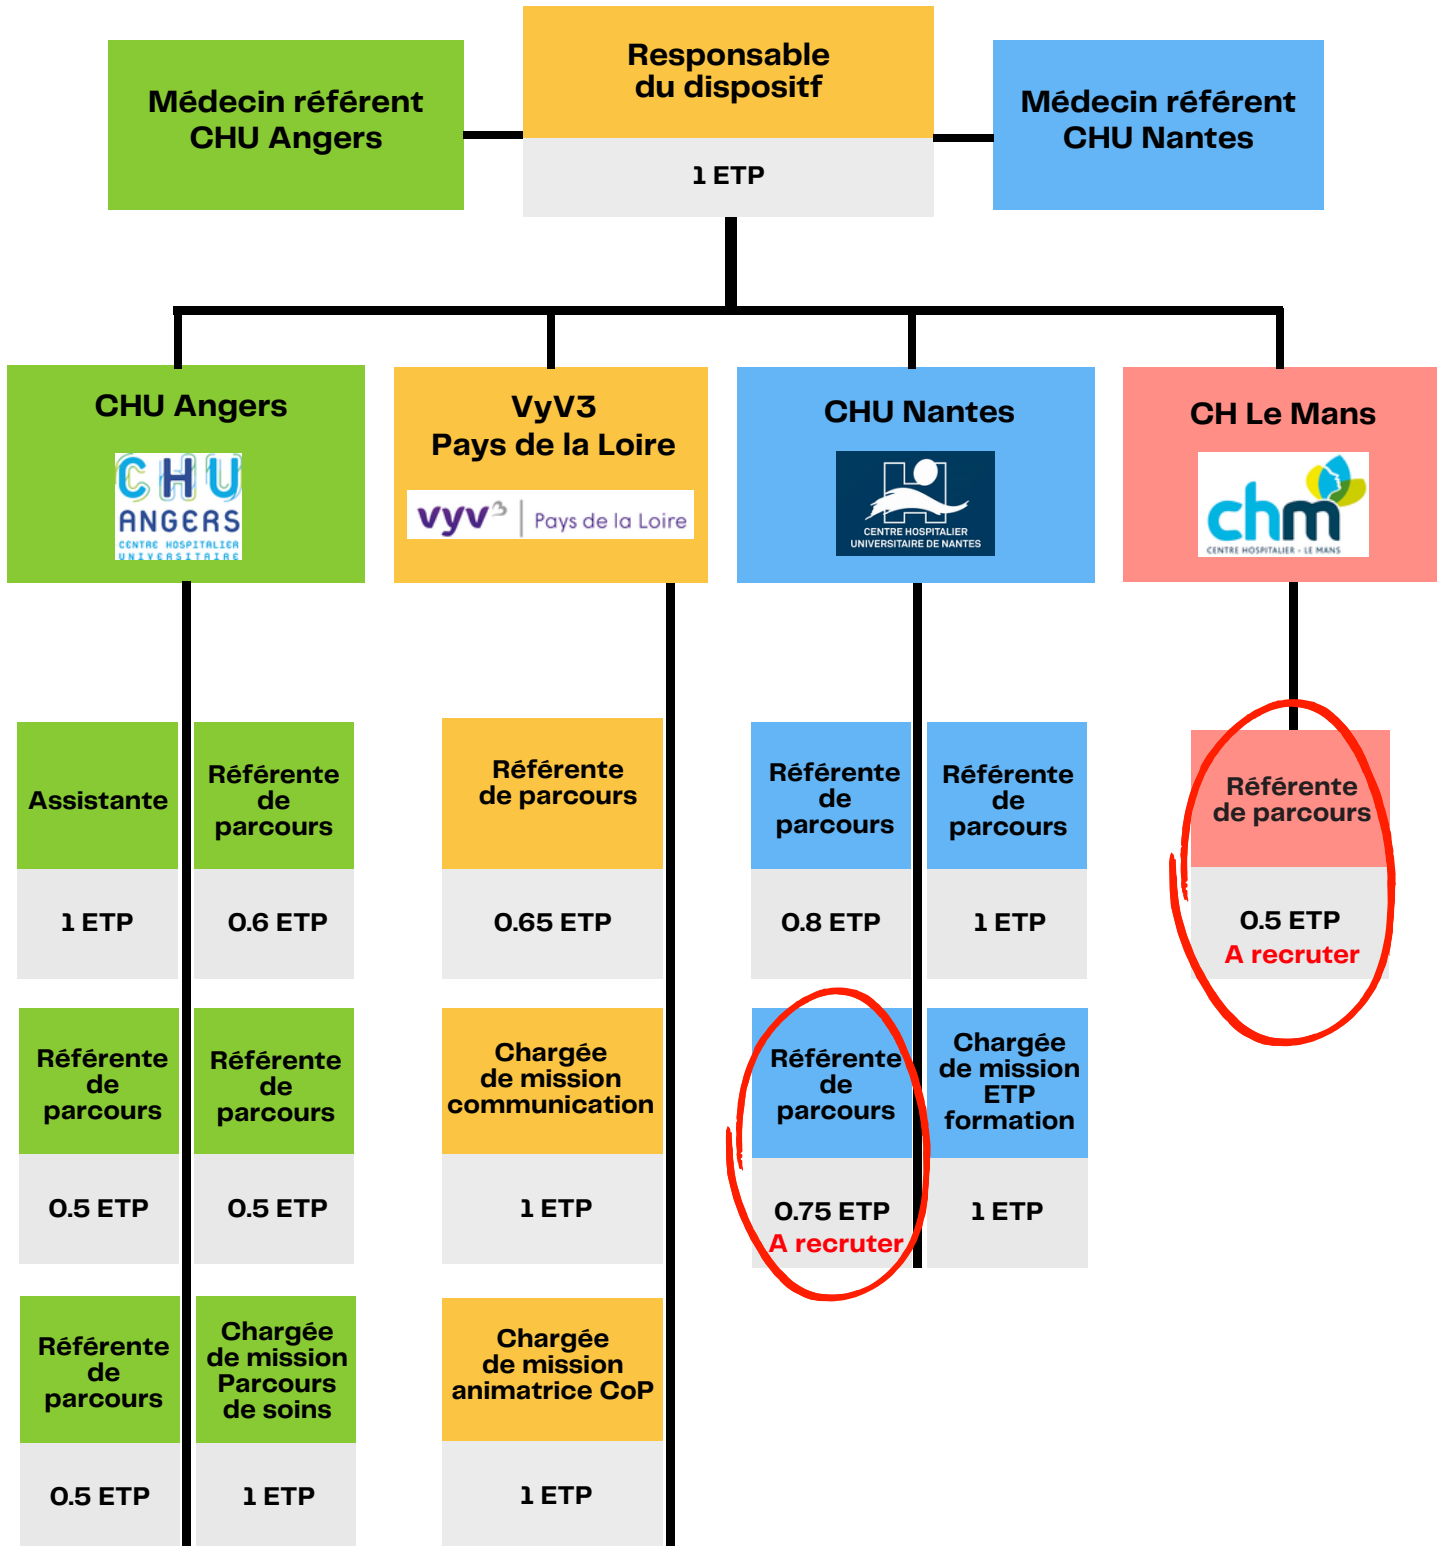 Responsable
du dispositf
1 ETP
Médecin référent
CHU Angers
Médecin référent
CHU Nantes
CHU Angers
CHU
ANGERS
CENTRE HOSPITALIER
UNIVERSITAIRE
VyV3
Pays de la Loire
vyv3 | Pays de la Loire
CHU Nantes
CENTRE HOSPITALIER
UNIVERSITAIRE DE NANTES
CH Le Mans
chm
CENTRE HOSPITALIER - LE MANS
Assistante
1 ETP
Référente
de
parcours
0.6 ETP
Référente
de
parcours
0.5 ETP
Référente
de
parcours
0.5 ETP
Référente
de
parcours
0.5 ETP
Chargée
de mission
Parcours
de soins
1 ETP
Référente
de parcours
0.65 ETP
Chargée
de mission
communication
1 ETP
Chargée
de mission
animatrice CoP
1 ETP
Référente
de
parcours
0.8 ETP
Référente
de
parcours
1 ETP
Référente
de
parcours
0.75 ETP
A recruter
Chargée
de mission
ETP
formation
1 ETP
Référente
de parcours
0.5 ETP
A recruter